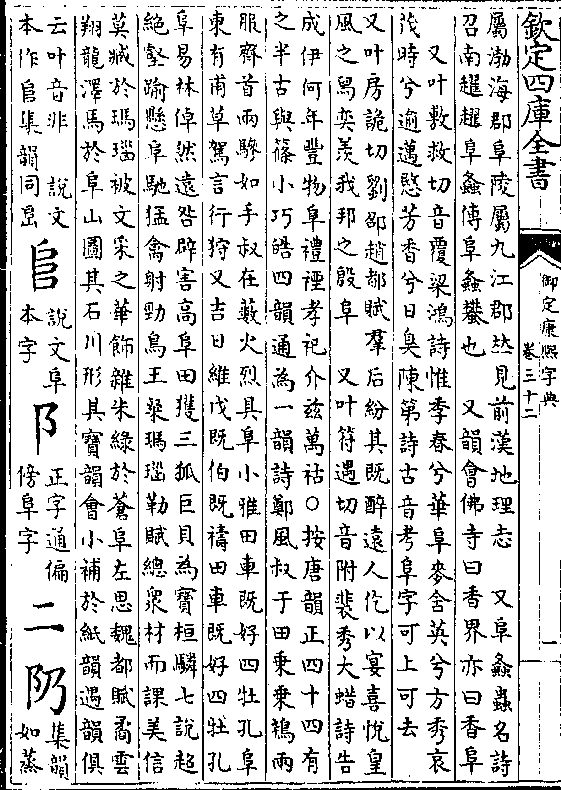 欽定四庫全書
御定康熙字典
卷三十二
一
屬渤海郡阜陵屬九江郡𠀤見前漢地理志　又阜螽蟲名詩
召南趯趯阜螽傳阜螽蠜也　又韻會佛寺曰香界亦曰香阜
　又叶敷救切音覆梁鴻詩惟季春兮華阜麥含英兮方秀哀
茂時兮逾邁愍芳香兮日臭陳第詩古音考阜字可上可去
又叶房詭切劉邵趙都賦羣后紛其既醉遠人仡以宴喜悅皇
風之舄奕羨我邦之殷阜　又叶符遇切音附裴秀大蜡詩告
成伊何年豐物阜禮禋孝祀介兹萬祜○按唐韻正四十四有
之半古與篠小巧皓四韻通為一韻詩鄭風叔于田乗乗鴇兩
服齊首兩驂如手叔在藪火烈具阜小雅田車既好四牡孔阜
東有甫草駕言行狩又吉日維戊既伯既禱田車既好四牡孔
阜易林倬然遠咎辟害高阜田獲三狐巨貝為寶桓驎七說超
絶壑踰懸阜馳猛禽射勁鳥王粲瑪瑙勒賦總衆材而課美信
莫臧於瑪瑙被文采之華飾雜朱綠於蒼阜左思魏都賦矞雲
翔龍澤馬於阜山圖其石川形其寶韻會小補於紙韻遇韻俱
云叶音非　說文
本作𨸏集韻同𡶒
𨸏
說文阜
本字
阝
正字通偏
傍阜字
二
阞
集韻
如蒸